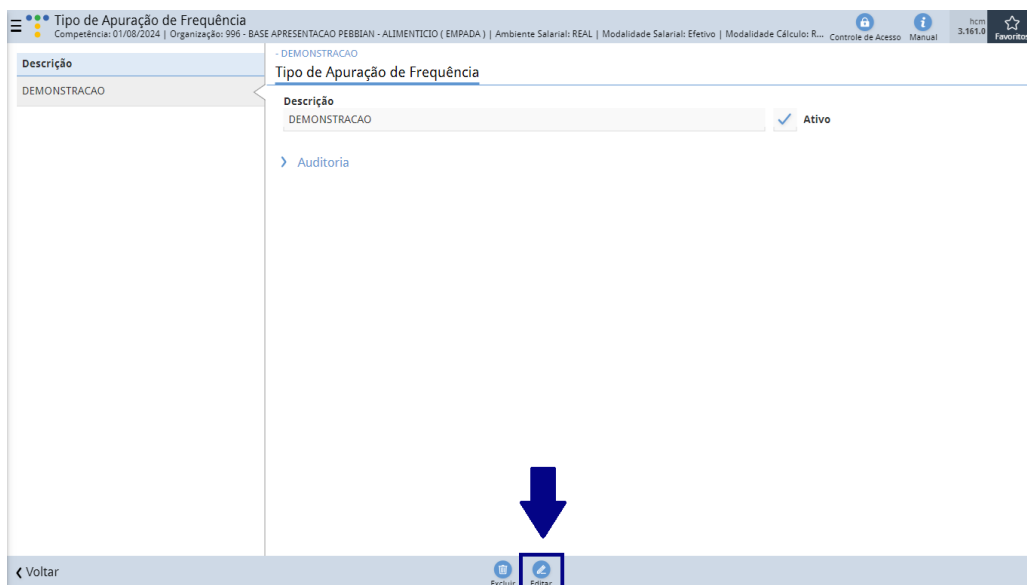 Tipo de Apuração de Frequência
Competência: 01/08/2024 | Organização: 996 - BASE APRESENTACAO PEBBIAN - ALIMENTICIO ( EMPADA ) | Ambiente Salarial: REAL | Modalidade Salarial: Efetivo | Modalidade Cálculo: R...
Controle de Acesso
Manual
hcm
3.161.0
Favoritos
Descrição
DEMONSTRACAO
- DEMONSTRACAO
Tipo de Apuração de Frequência
Descrição
DEMONSTRACAO
Ativo
Auditoria
Voltar
Excluir
Editar